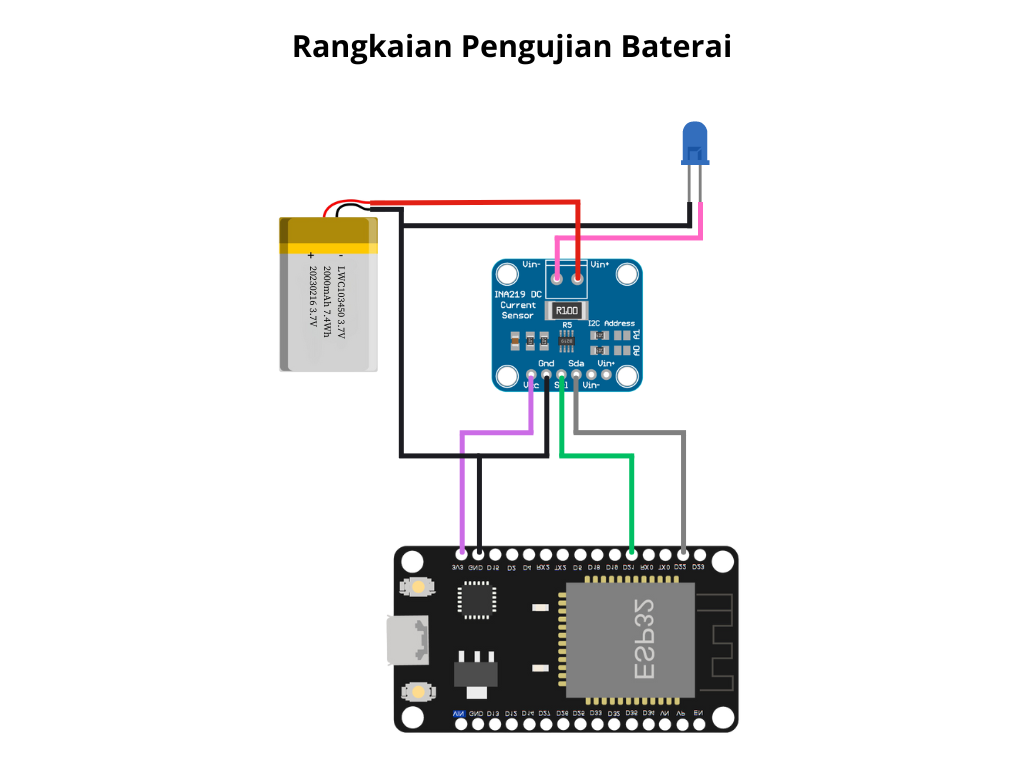 Rangkaian Pengujian Baterai
- LWC103450 3.7V
2000mAh 7.4Wh
+ 20230216 3.7V
Vin- Vin+
INA219 DC
Current
Sensor
R100
R5
I2C Address
A1
A0
Gnd Sda Vin+
Vcc Scl Vin-
3V3 GND D15 D2 D4 RX2 TX2 D5 D18 D19 D21 RX0 TX0 D22 D23
ESP32
VIN GND D13 D12 D14 D27 D26 D25 D33 D32 D35 D34 VN VP EN